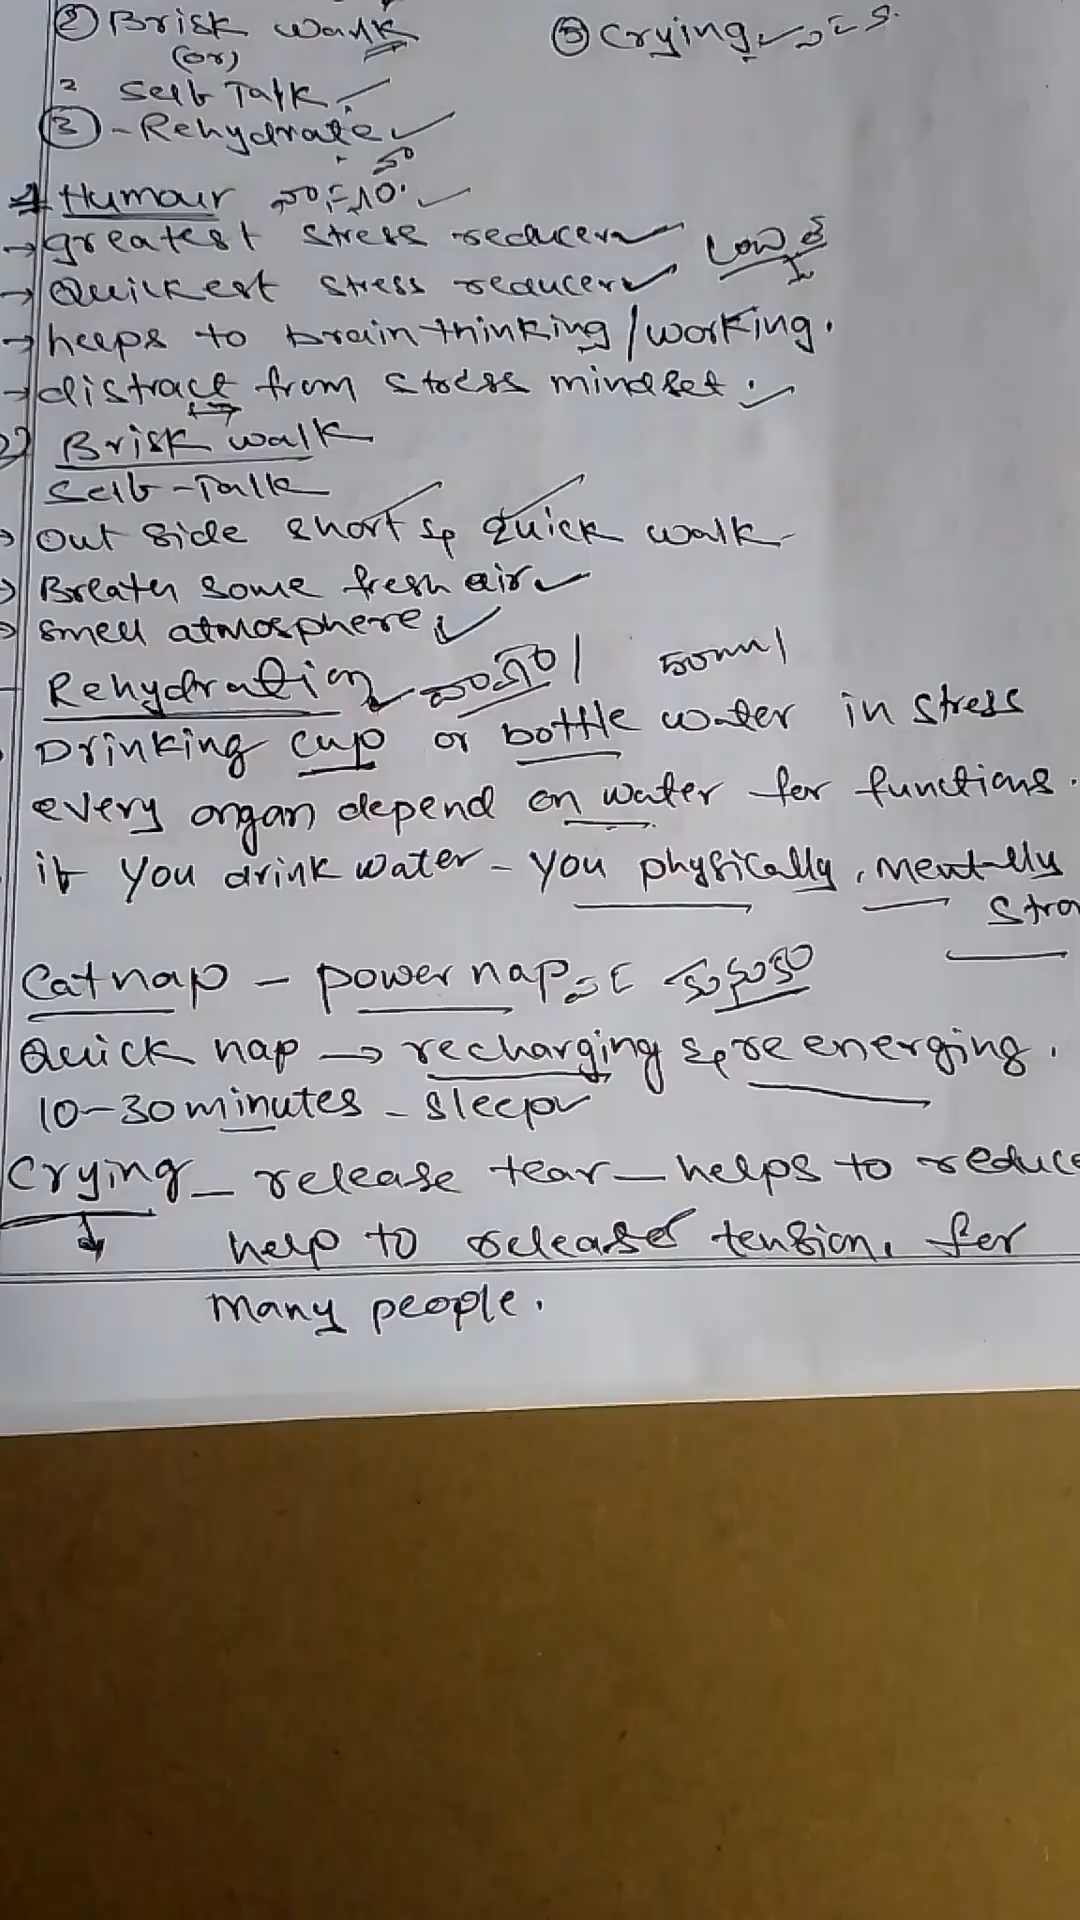 ② Brisk walk ⑤ Crying
(or)
2 Self Talk
③ - Rehydrate
Humour
→ greatest stress reducer Low
→ Quickest stress reducer
→ helps to brain thinking / working.
→ distract from stress mindset.
2) Brisk walk
Self-Talk
→ Out side short & quick walk
→ Breath some fresh air
→ smell atmosphere
Rehydration 50ml
Drinking cup or bottle water in stress
every organ depend on water for functions.
if you drink water - you physically, mentally
stro
Catnap - power nap
Quick nap → recharging & re energing.
10-30 minutes - sleep
Crying - release tear - helps to reduce
help to release tension, for
many people.